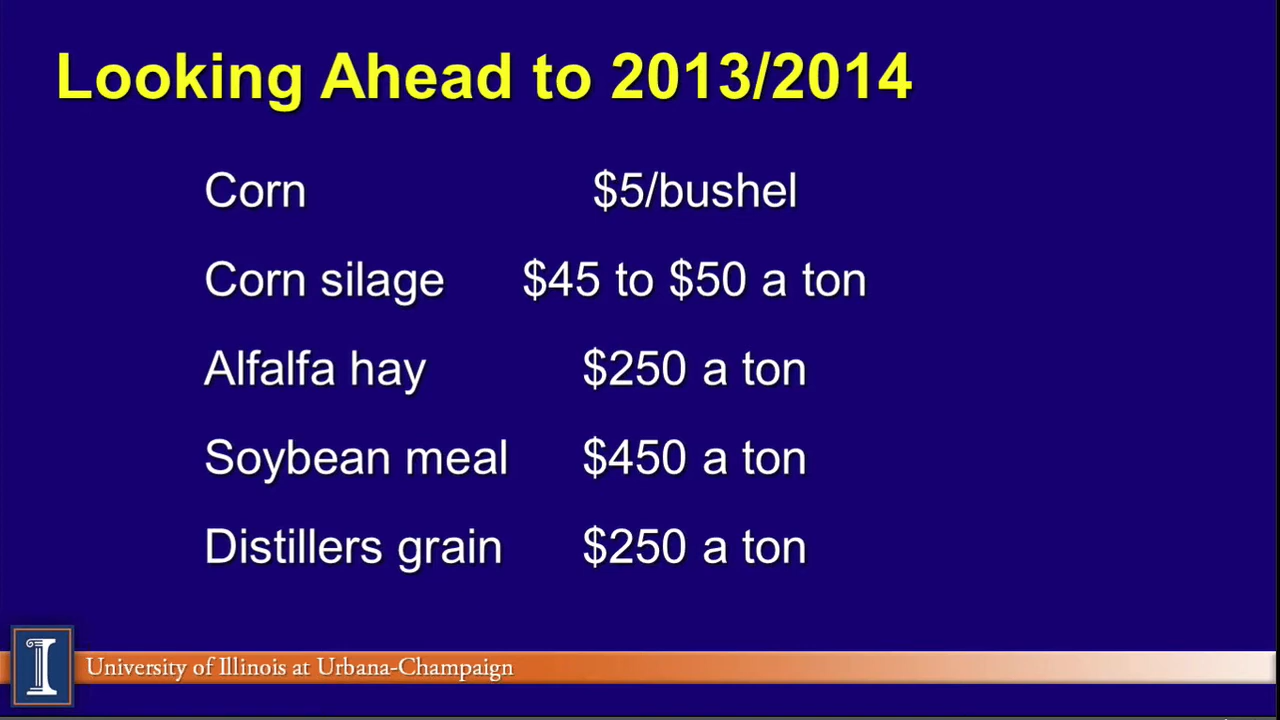 Looking Ahead to 2013/2014
Corn $5/bushel
Corn silage $45 to $50 a ton
Alfalfa hay $250 a ton
Soybean meal $450 a ton
Distillers grain $250 a ton
I University of Illinois at Urbana-Champaign